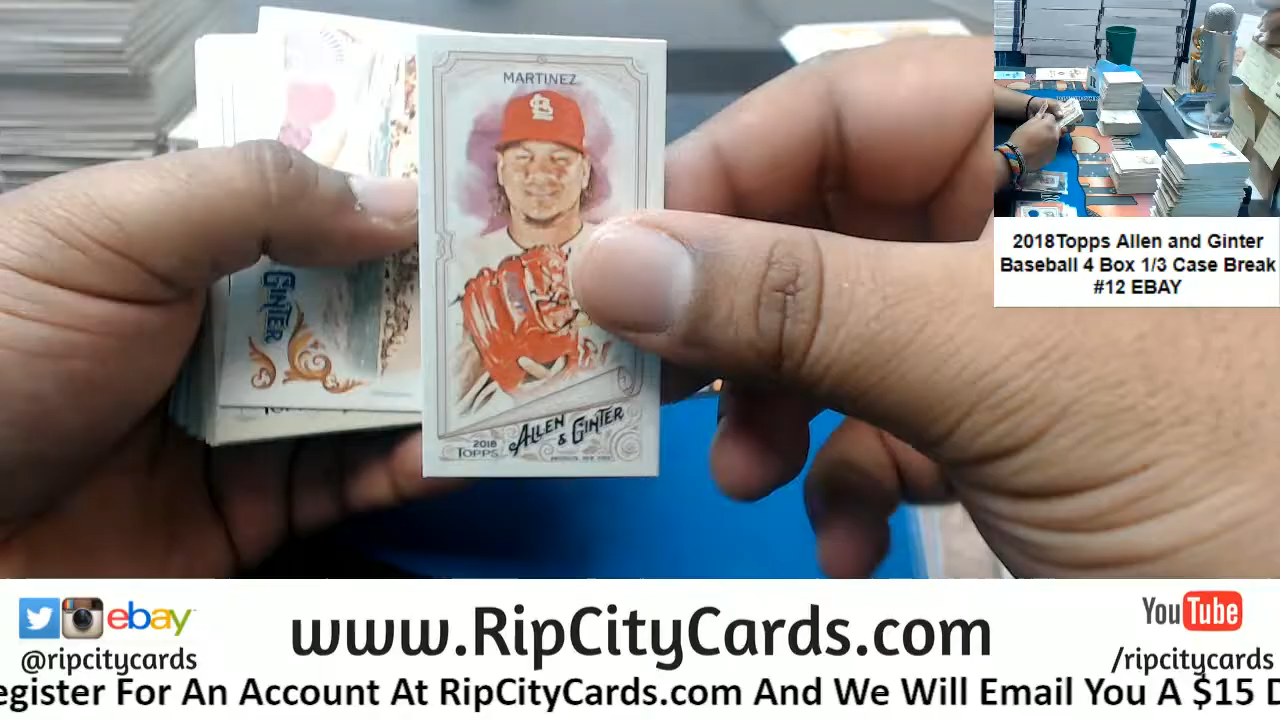 MARTINEZ
GINTER
2018
TOPPS
ALLEN
& GINTER
2018Topps Allen and Ginter
Baseball 4 Box 1/3 Case Break
#12 EBAY
ebay
@ripcitycards
www.RipCityCards.com
YouTube
/ripcitycards
egister For An Account At RipCityCards.com And We Will Email You A $15 D